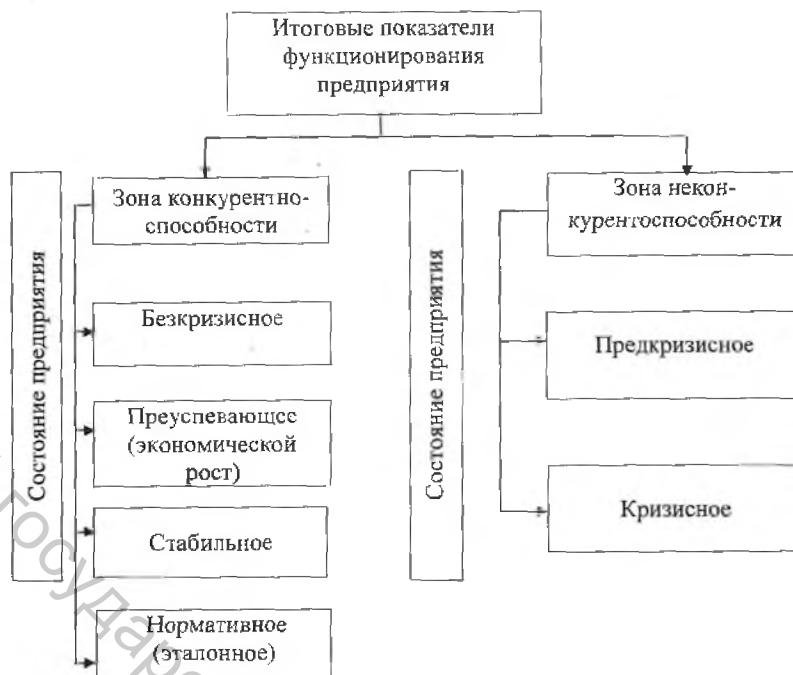 Итоговые показатели
функционирования
предприятия
Состояние предприятия
Зона конкурентно-
способности
Безкризисное
Преуспевающее
(экономической
рост)
Стабильное
Нормативное
(эталонное)
Состояние предприятия
Зона некон-
курентоспособности
Предкризисное
Кризисное